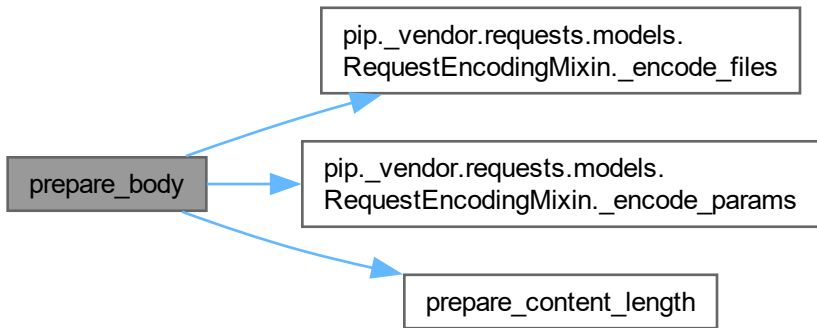 pip._vendor.requests.models.
RequestEncodingMixin._encode_files
prepare_body
pip._vendor.requests.models.
RequestEncodingMixin._encode_params
prepare_content_length